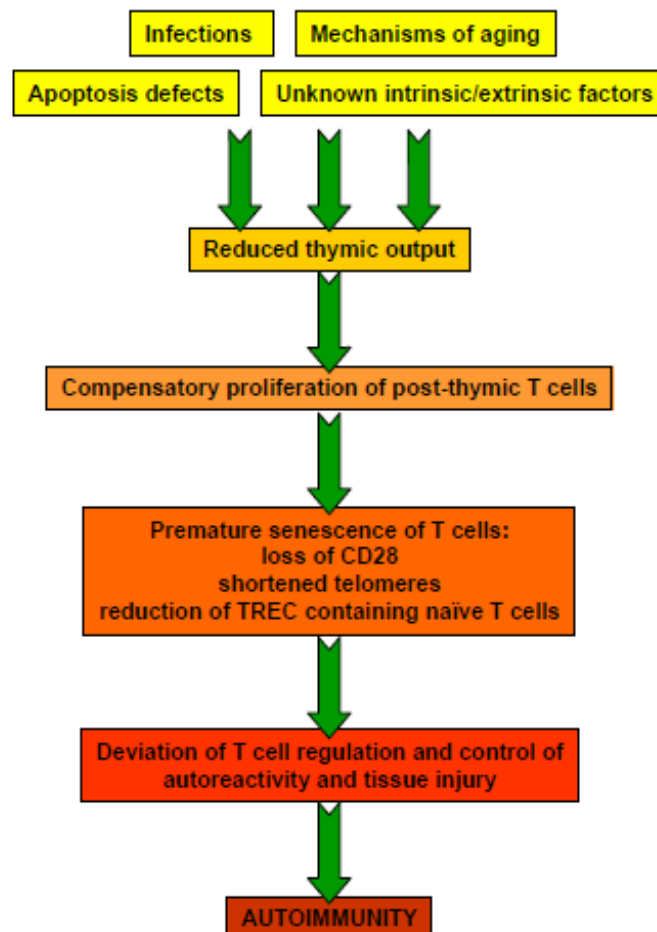 Infections
Mechanisms of aging
Apoptosis defects
Unknown intrinsic/extrinsic factors
Reduced thymic output
Compensatory proliferation of post-thymic T cells
Premature senescence of T cells:
loss of CD28
shortened telomeres
reduction of TREC containing naïve T cells
Deviation of T cell regulation and control of
autoreactivity and tissue injury
AUTOIMMUNITY